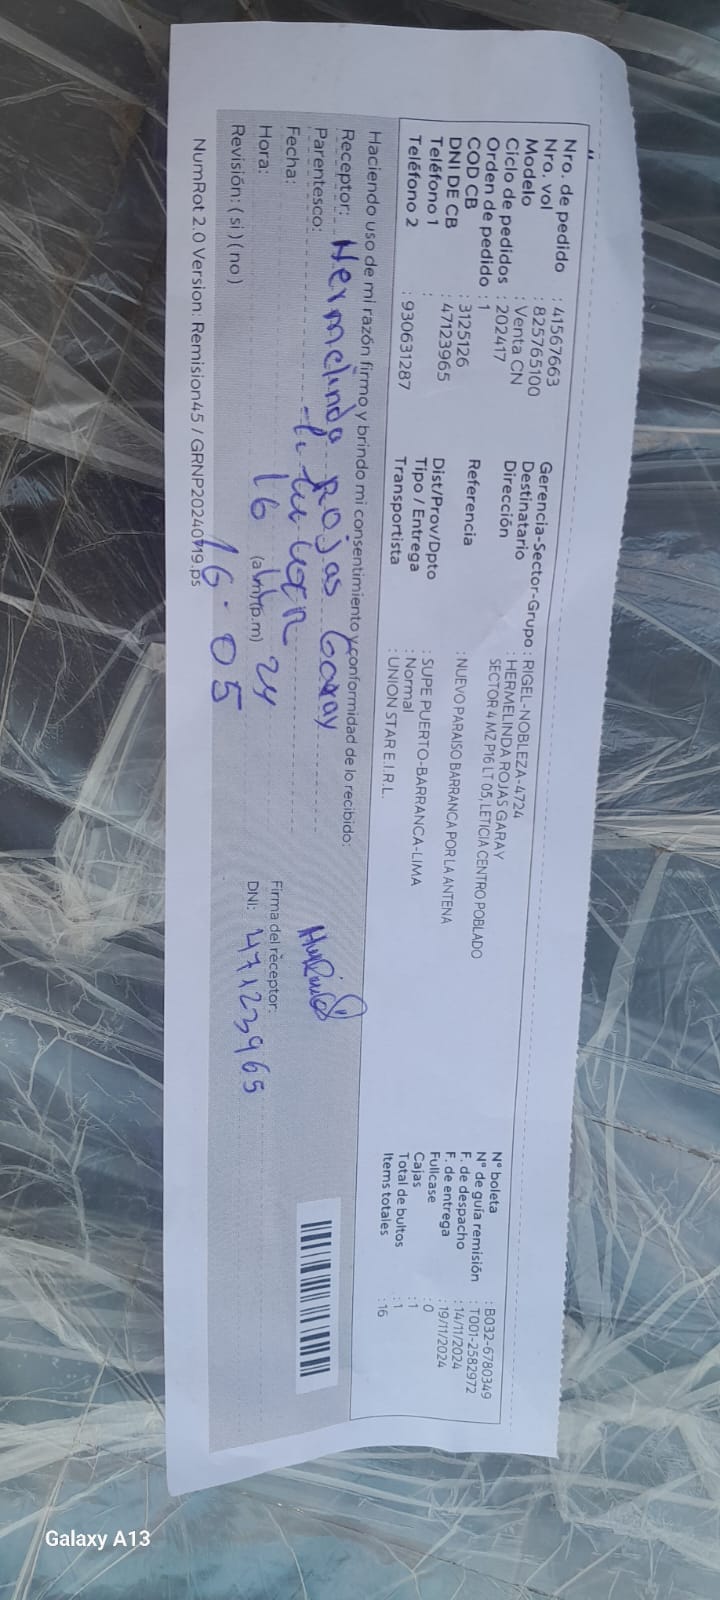 Nro. de pedido : 41567663
Nro. vol : 825765100
Modelo : Venta CN
Ciclo de pedidos : 202417
Orden de pedido : 1
COD CB : 3125126
DNI DE CB : 47123965
Teléfono 1 :
Teléfono 2 : 930631287
Gerencia-Sector-Grupo : RIGEL-NOBLEZA-4724
Destinatario : HERMELINDA ROJAS GARAY
Dirección SECTOR 4 MZ P16 LT 05, LETICIA CENTRO POBLADO
Referencia : NUEVO PARAISO BARRANCA POR LA ANTENA
Dist/Prov/Dpto : SUPE PUERTO-BARRANCA-LIMA
Tipo / Entrega : Normal
Transportista : UNION STAR E.I.R.L.
N° boleta : B032-6780349
N° de guía remisión : T001-2582972
F. de despacho : 14/11/2024
F. de entrega : 19/11/2024
Fullcase : 0
Cajas : 1
Total de bultos : 1
Items totales : 16
Haciendo uso de mi razón firmo y brindo mi consentimiento y conformidad de lo recibido:
Receptor: Hermelinda Rojas Garay
Parentesco: titular
Fecha: 16 24
Hora: (a.m) (p.m) 16:05
Revisión: ( si ) ( no )
Firma del receptor:
DNI: 47123965
NumRot 2.0 Version: Remision45 / GRNP20240719.ps
Galaxy A13